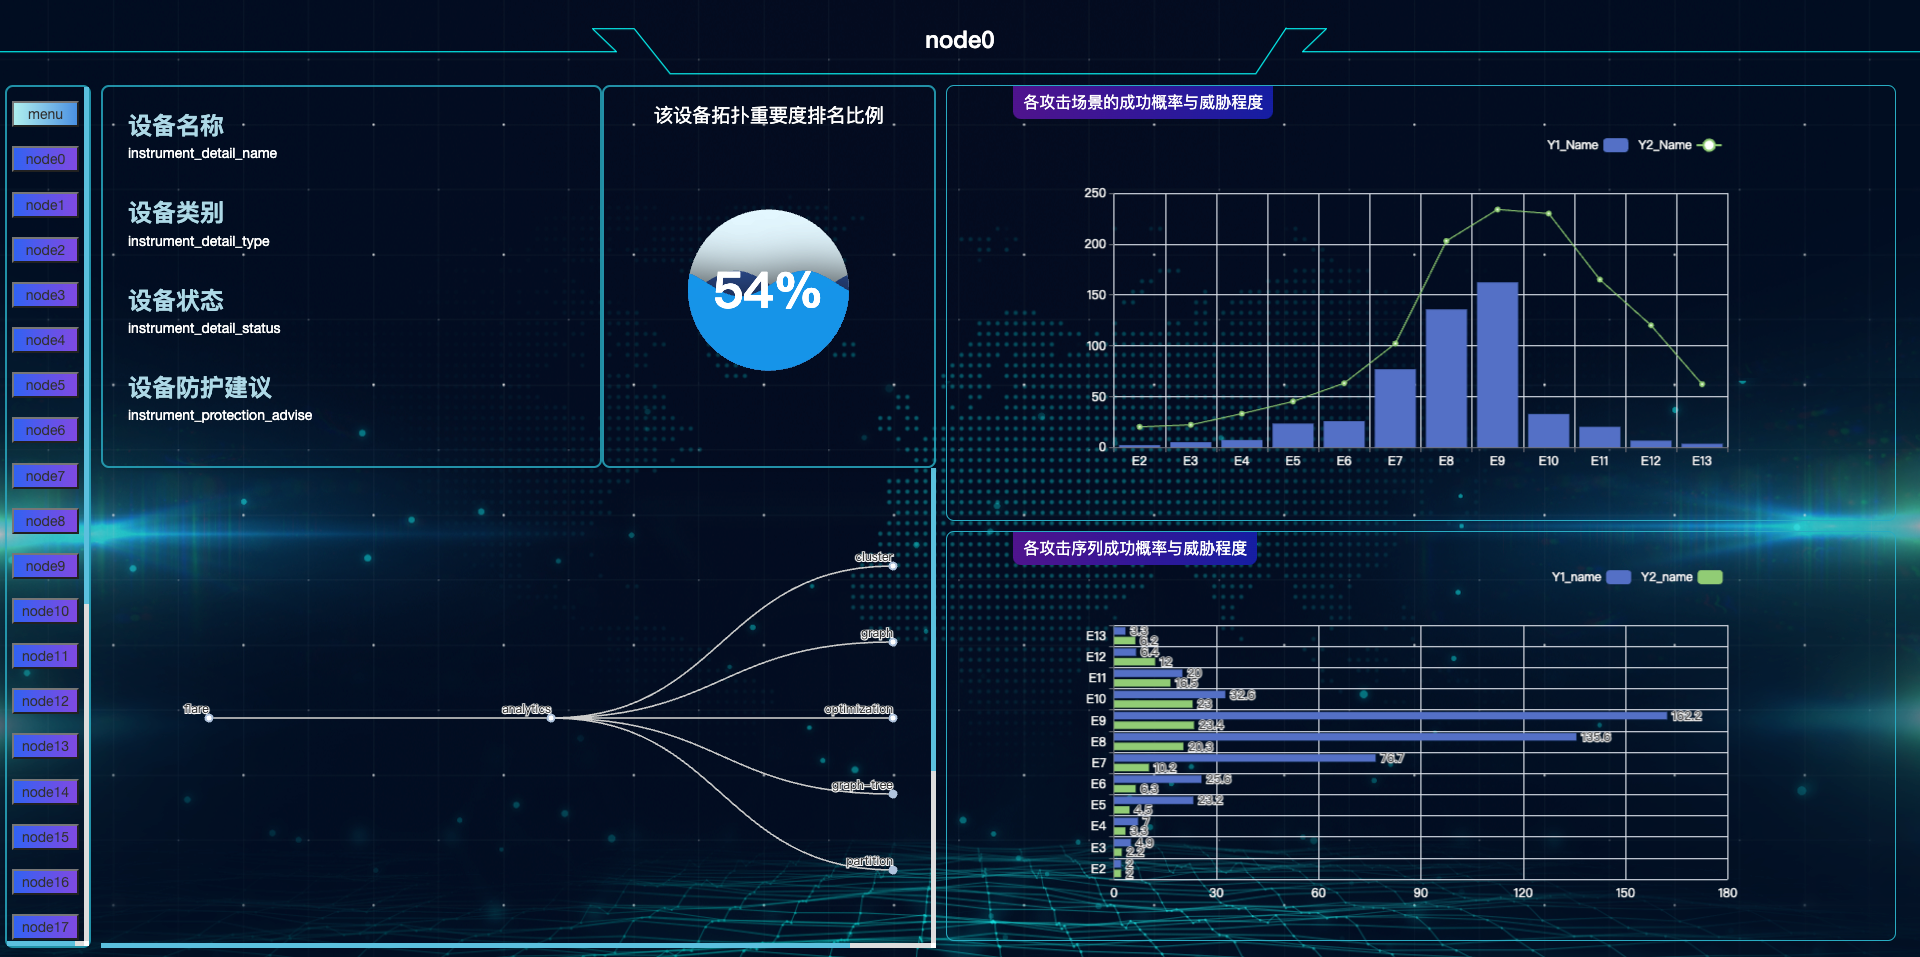 node0
menu
node0
node1
node2
node3
node4
node5
node6
node7
node8
node9
node10
node11
node12
node13
node14
node15
node16
node17
设备名称
instrument_detail_name
设备类别
instrument_detail_type
设备状态
instrument_detail_status
设备防护建议
instrument_protection_advise
该设备拓扑重要度排名比例
54%
flare
analytics
cluster
graph
optimization
graph-tree
partition
各攻击场景的成功概率与威胁程度
Y1_Name Y2_Name
250
200
150
100
50
0
E2 E3 E4 E5 E6 E7 E8 E9 E10 E11 E12 E13
各攻击序列成功概率与威胁程度
Y1_name Y2_name
E13 3.3
6.2
E12 6.4
12
E11 20
16.5
E10 32.6
23
E9 162.2
23.4
E8 135.6
20.3
E7 76.7
10.2
E6 25.6
6.3
E5 23.2
4.5
E4 7
3.3
E3 4.9
2.2
E2 2
2
0 30 60 90 120 150 180